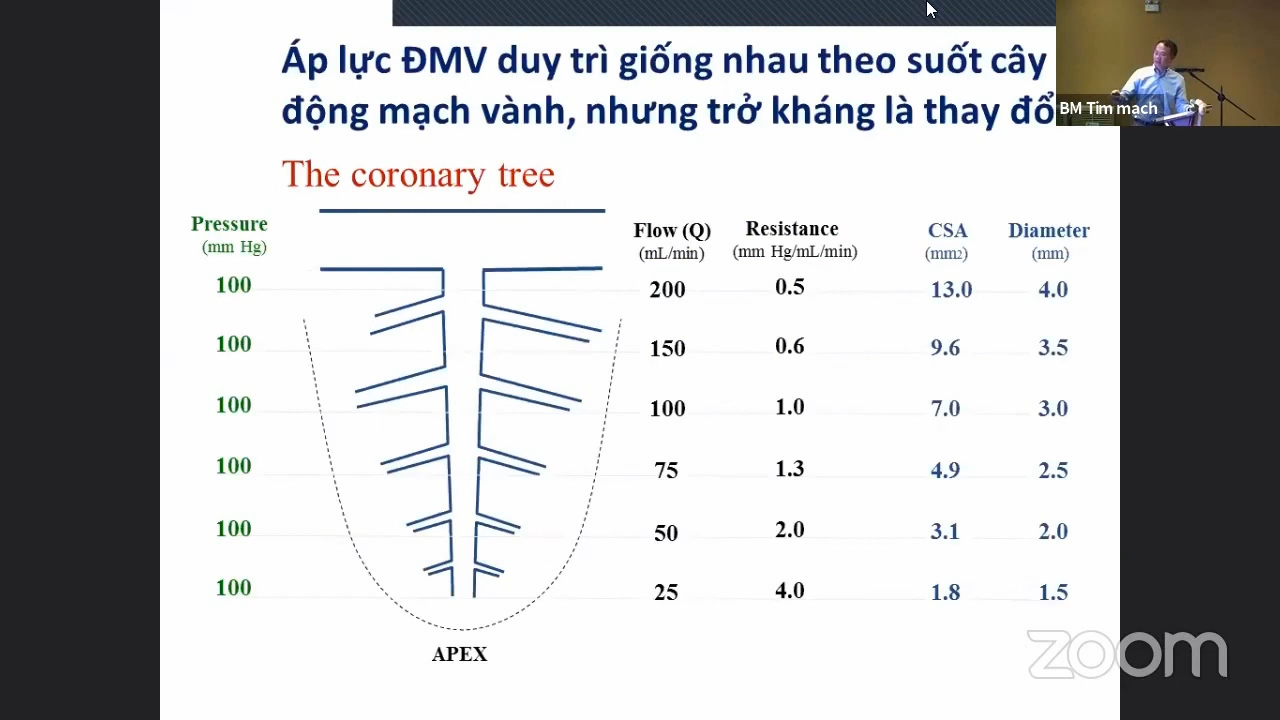 Áp lực ĐMV duy trì giống nhau theo suốt cây
động mạch vành, nhưng trở kháng là thay
BM Tim mach
The coronary tree
Pressure Flow (Q) Resistance CSA Diameter
(mm Hg) (mL/min) (mm Hg/mL/min) (mm2) (mm)
100 200 0.5 13.0 4.0
100 150 0.6 9.6 3.5
100 100 1.0 7.0 3.0
100 75 1.3 4.9 2.5
100 50 2.0 3.1 2.0
100 25 4.0 1.8 1.5
APEX
zoom